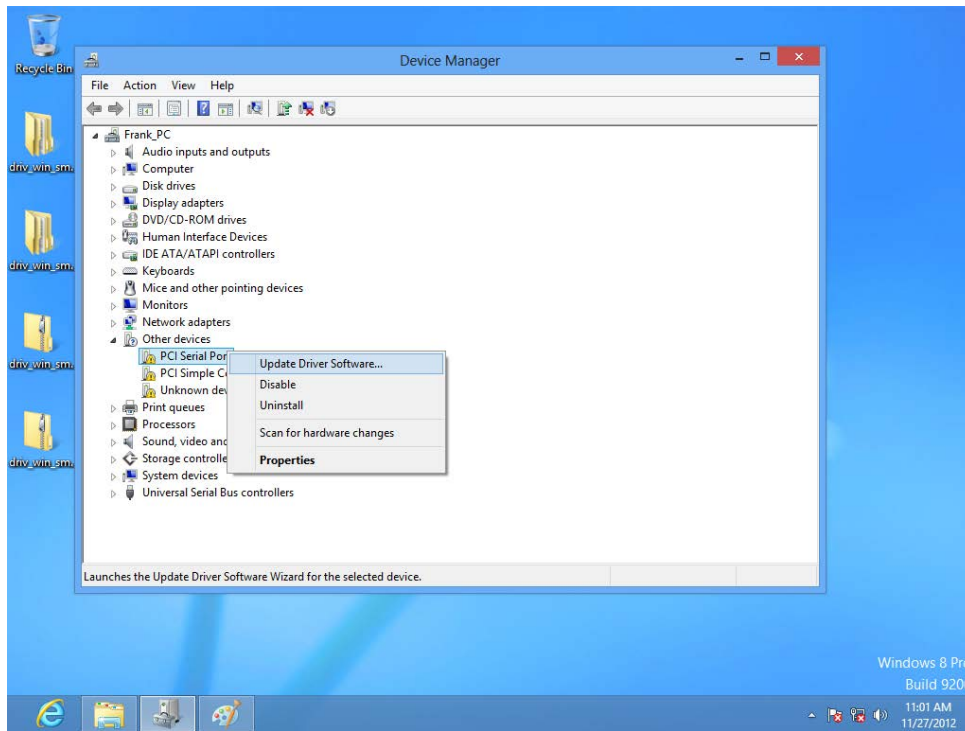 Recycle Bin
Device Manager
File Action View Help
Frank_PC
Audio inputs and outputs
Computer
Disk drives
Display adapters
DVD/CD-ROM drives
Human Interface Devices
IDE ATA/ATAPI controllers
Keyboards
Mice and other pointing devices
Monitors
Network adapters
Other devices
PCI Serial Por
PCI Simple C
Unknown dev
Print queues
Processors
Sound, video and
Storage controlle
System devices
Universal Serial Bus controllers
Update Driver Software...
Disable
Uninstall
Scan for hardware changes
Properties
Launches the Update Driver Software Wizard for the selected device.
driv_win_sm
driv_win_sm
driv_win_sm
driv_win_sm
Windows 8 Pr
Build 920
11:01 AM
11/27/2012